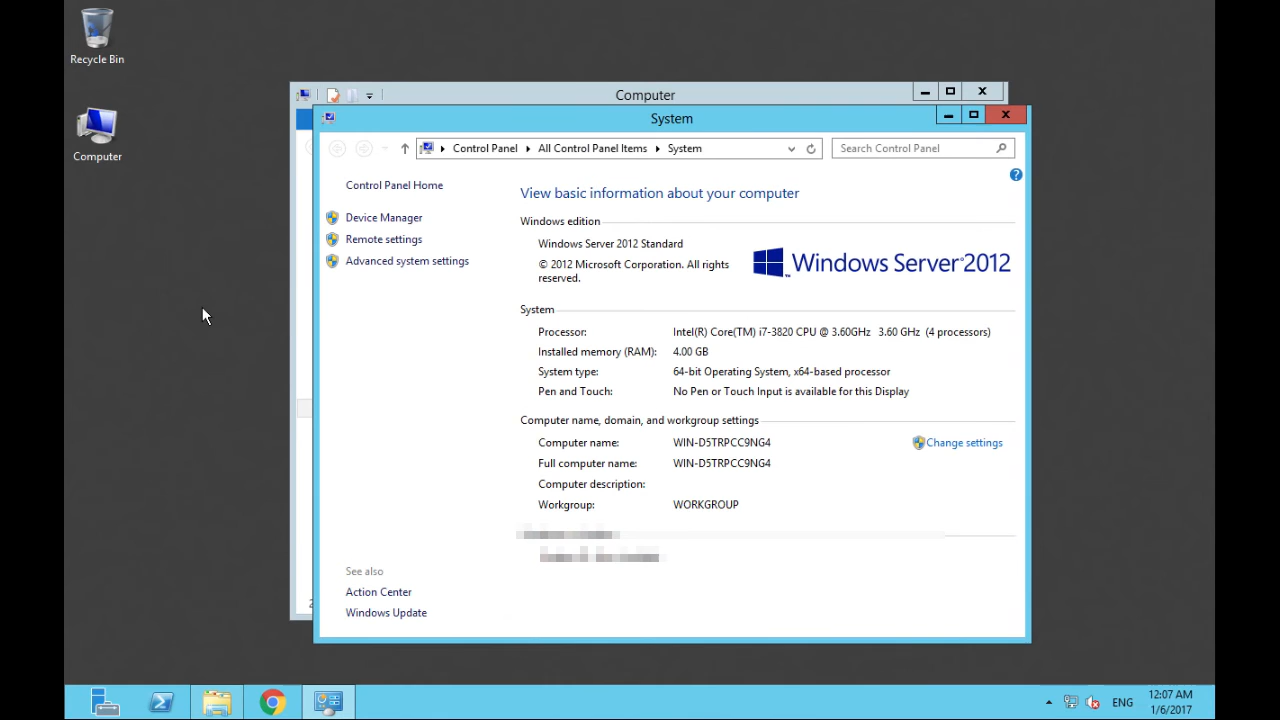 Recycle Bin
Computer
Computer
System
Control Panel
All Control Panel Items
System
Search Control Panel
Control Panel Home
Device Manager
Remote settings
Advanced system settings
See also
Action Center
Windows Update
View basic information about your computer
Windows edition
Windows Server 2012 Standard
© 2012 Microsoft Corporation. All rights
reserved.
Windows Server 2012
System
Processor: Intel(R) Core(TM) i7-3820 CPU @ 3.60GHz 3.60 GHz (4 processors)
Installed memory (RAM): 4.00 GB
System type: 64-bit Operating System, x64-based processor
Pen and Touch: No Pen or Touch Input is available for this Display
Computer name, domain, and workgroup settings
Computer name: WIN-D5TRPCC9NG4
Change settings
Full computer name: WIN-D5TRPCC9NG4
Computer description:
Workgroup: WORKGROUP
ENG
12:07 AM
1/6/2017